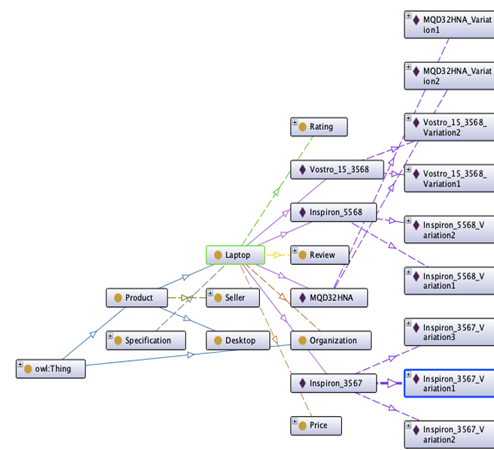 MQD32HNA_Variat
ion1
MQD32HNA_Variat
ion2
Rating
Vostro_15_3568_
Variation2
Vostro_15_3568
Vostro_15_3568_
Variation1
Inspiron_5568
Inspiron_5568_V
ariation2
Laptop
Review
Inspiron_5568_V
ariation1
Product
Seller
MQD32HNA
Inspiron_3567_V
ariation3
Specification
Desktop
Organization
owl:Thing
Inspiron_3567
Inspiron_3567_V
ariation1
Price
Inspiron_3567_V
ariation2